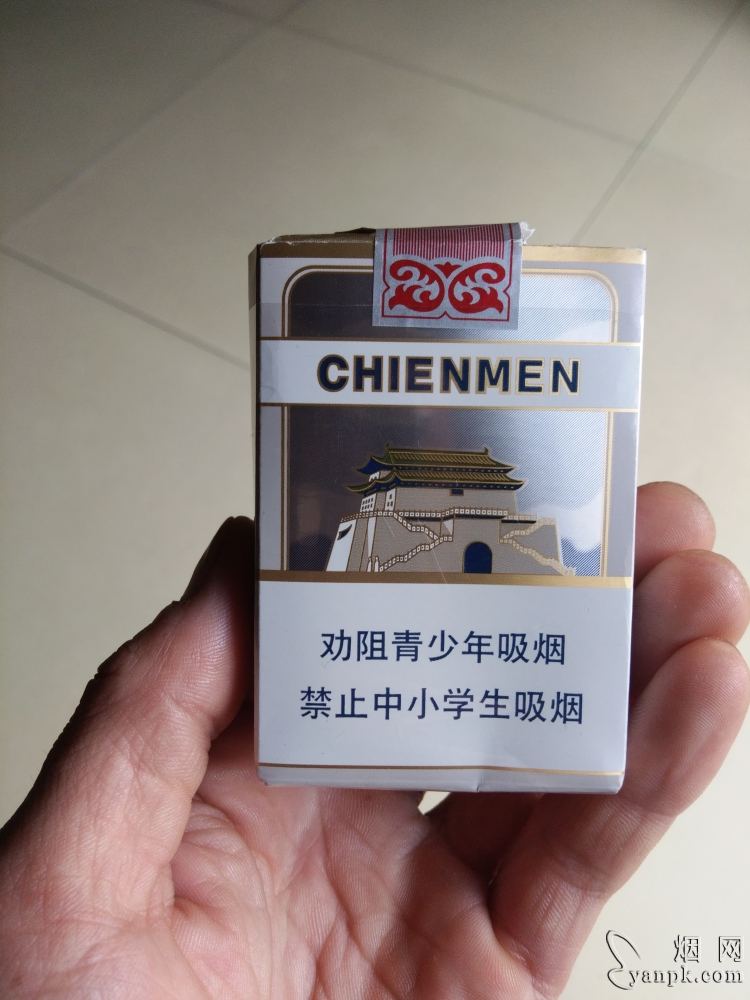 CHIENMEN
劝阻青少年吸烟
禁止中小学生吸烟
烟网
yanpk.com